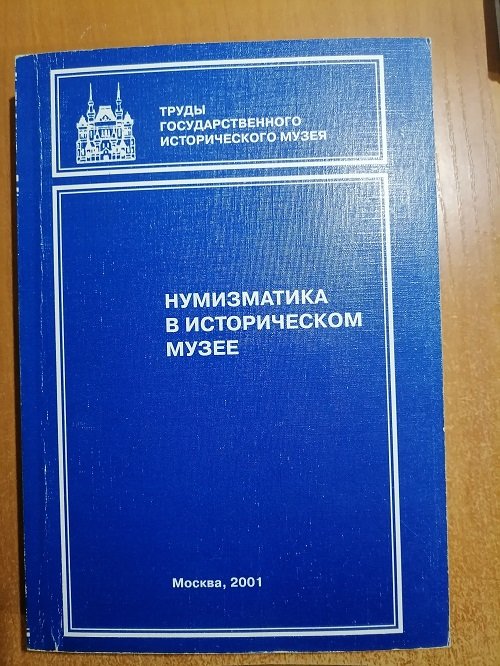 ТРУДЫ
ГОСУДАРСТВЕННОГО
ИСТОРИЧЕСКОГО МУЗЕЯ
НУМИЗМАТИКА
В ИСТОРИЧЕСКОМ
МУЗЕЕ
Москва, 2001